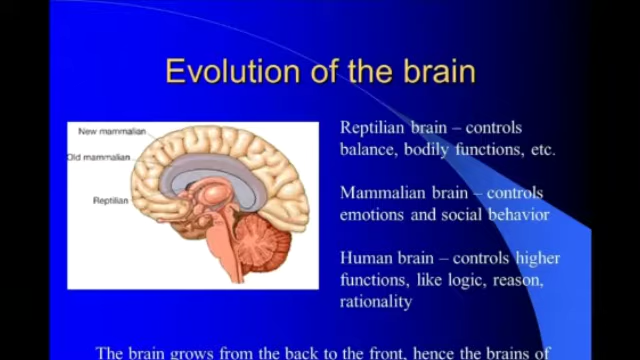 Evolution of the brain
New mammalian
Old mammalian
Reptilian
Reptilian brain – controls
balance, bodily functions, etc.
Mammalian brain – controls
emotions and social behavior
Human brain – controls higher
functions, like logic, reason,
rationality
The brain grows from the back to the front, hence the brains of